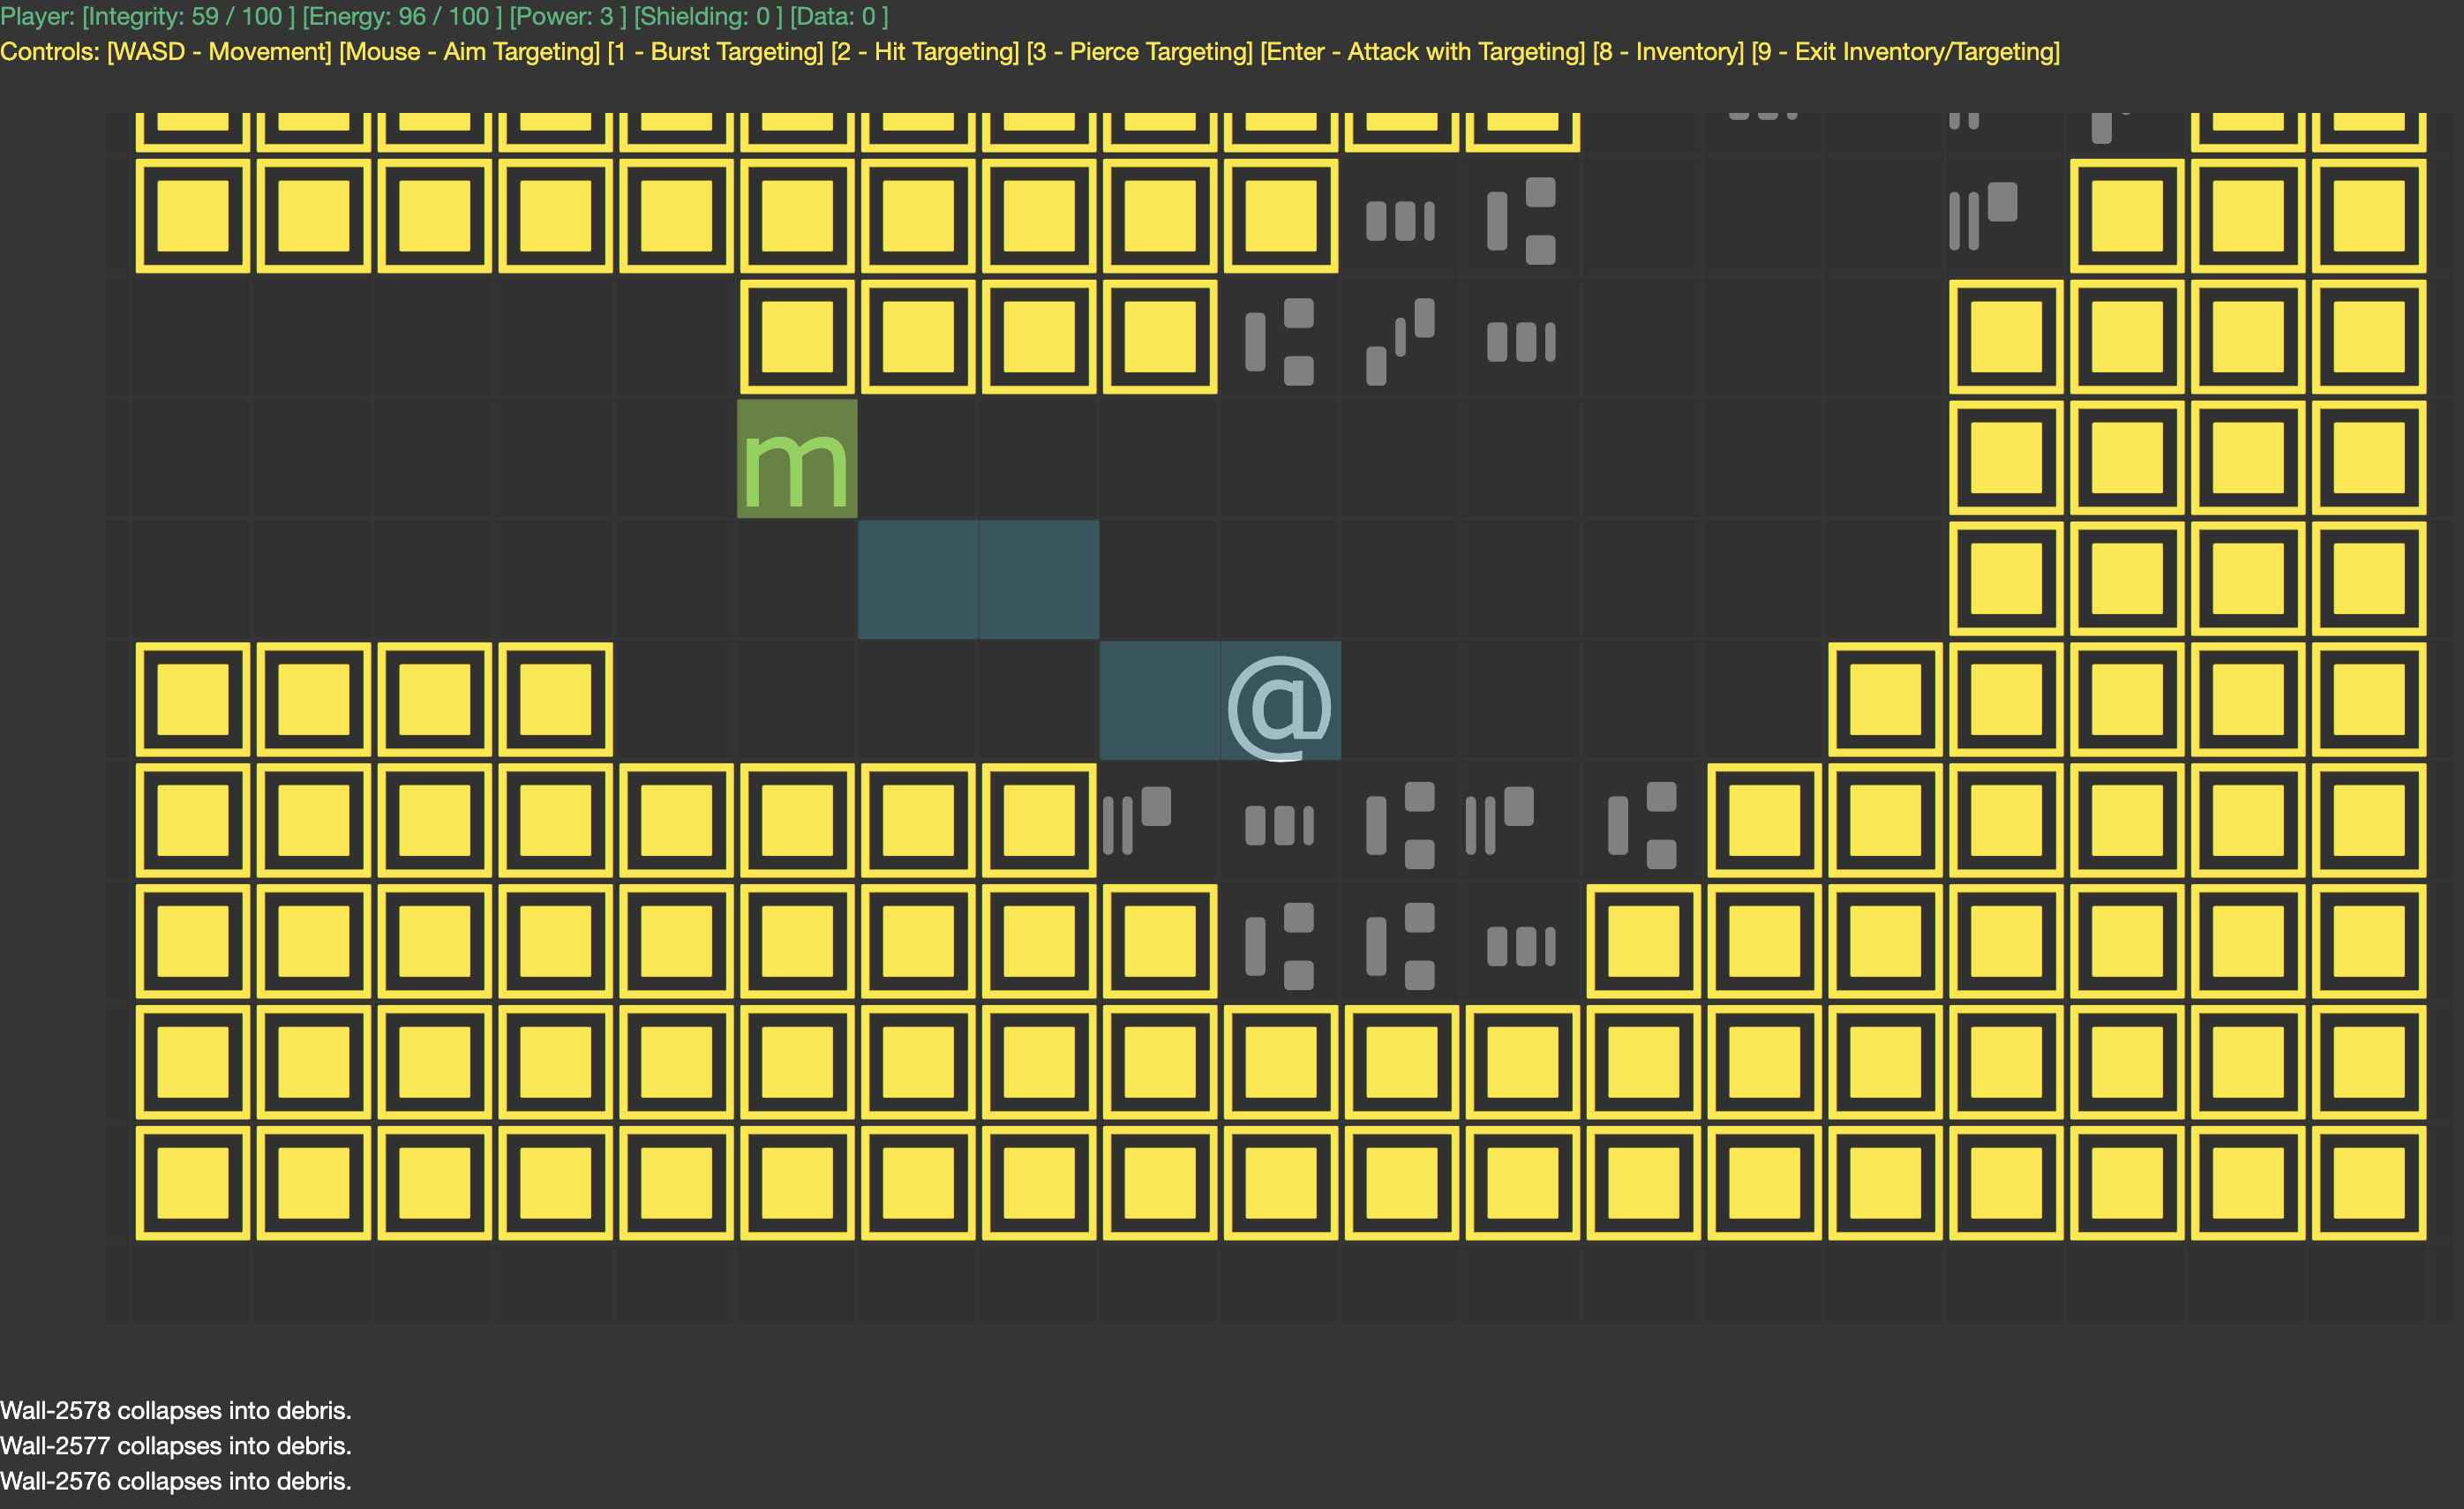 Player: [Integrity: 59 / 100 ] [Energy: 96 / 100 ] [Power: 3 ] [Shielding: 0 ] [Data: 0 ]
Controls: [WASD - Movement] [Mouse - Aim Targeting] [1 - Burst Targeting] [2 - Hit Targeting] [3 - Pierce Targeting] [Enter - Attack with Targeting] [8 - Inventory] [9 - Exit Inventory/Targeting]
m
@
Wall-2578 collapses into debris.
Wall-2577 collapses into debris.
Wall-2576 collapses into debris.